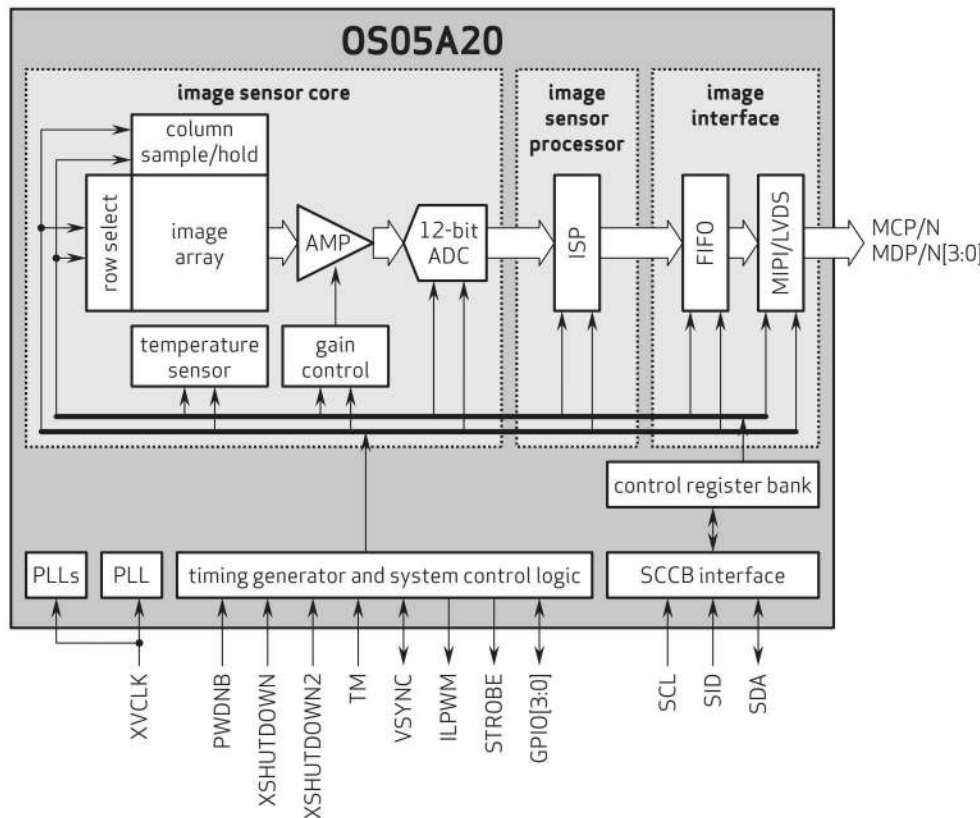 OS05A20
image sensor core
image
sensor
processor
image
interface
column
sample/hold
row select
image
array
AMP
12-bit
ADC
ISP
FIFO
MIPI/LVDS
MCP/N
MDP/N[3:0]
temperature
sensor
gain
control
control register bank
PLLs
PLL
timing generator and system control logic
SCCB interface
XVCLK
PWDNB
XSHUTDOWN
XSHUTDOWN2
TM
VSYNC
ILPWM
STROBE
GPIO[3:0]
SCL
SID
SDA